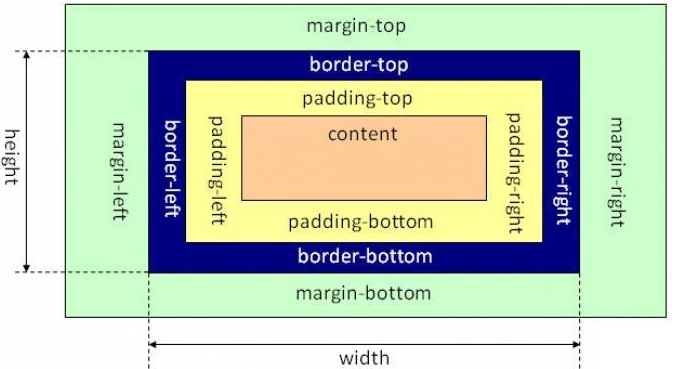 margin-top
border-top
padding-top
content
height
margin-left
border-left
padding-left
padding-right
border-right
margin-right
padding-bottom
border-bottom
margin-bottom
width